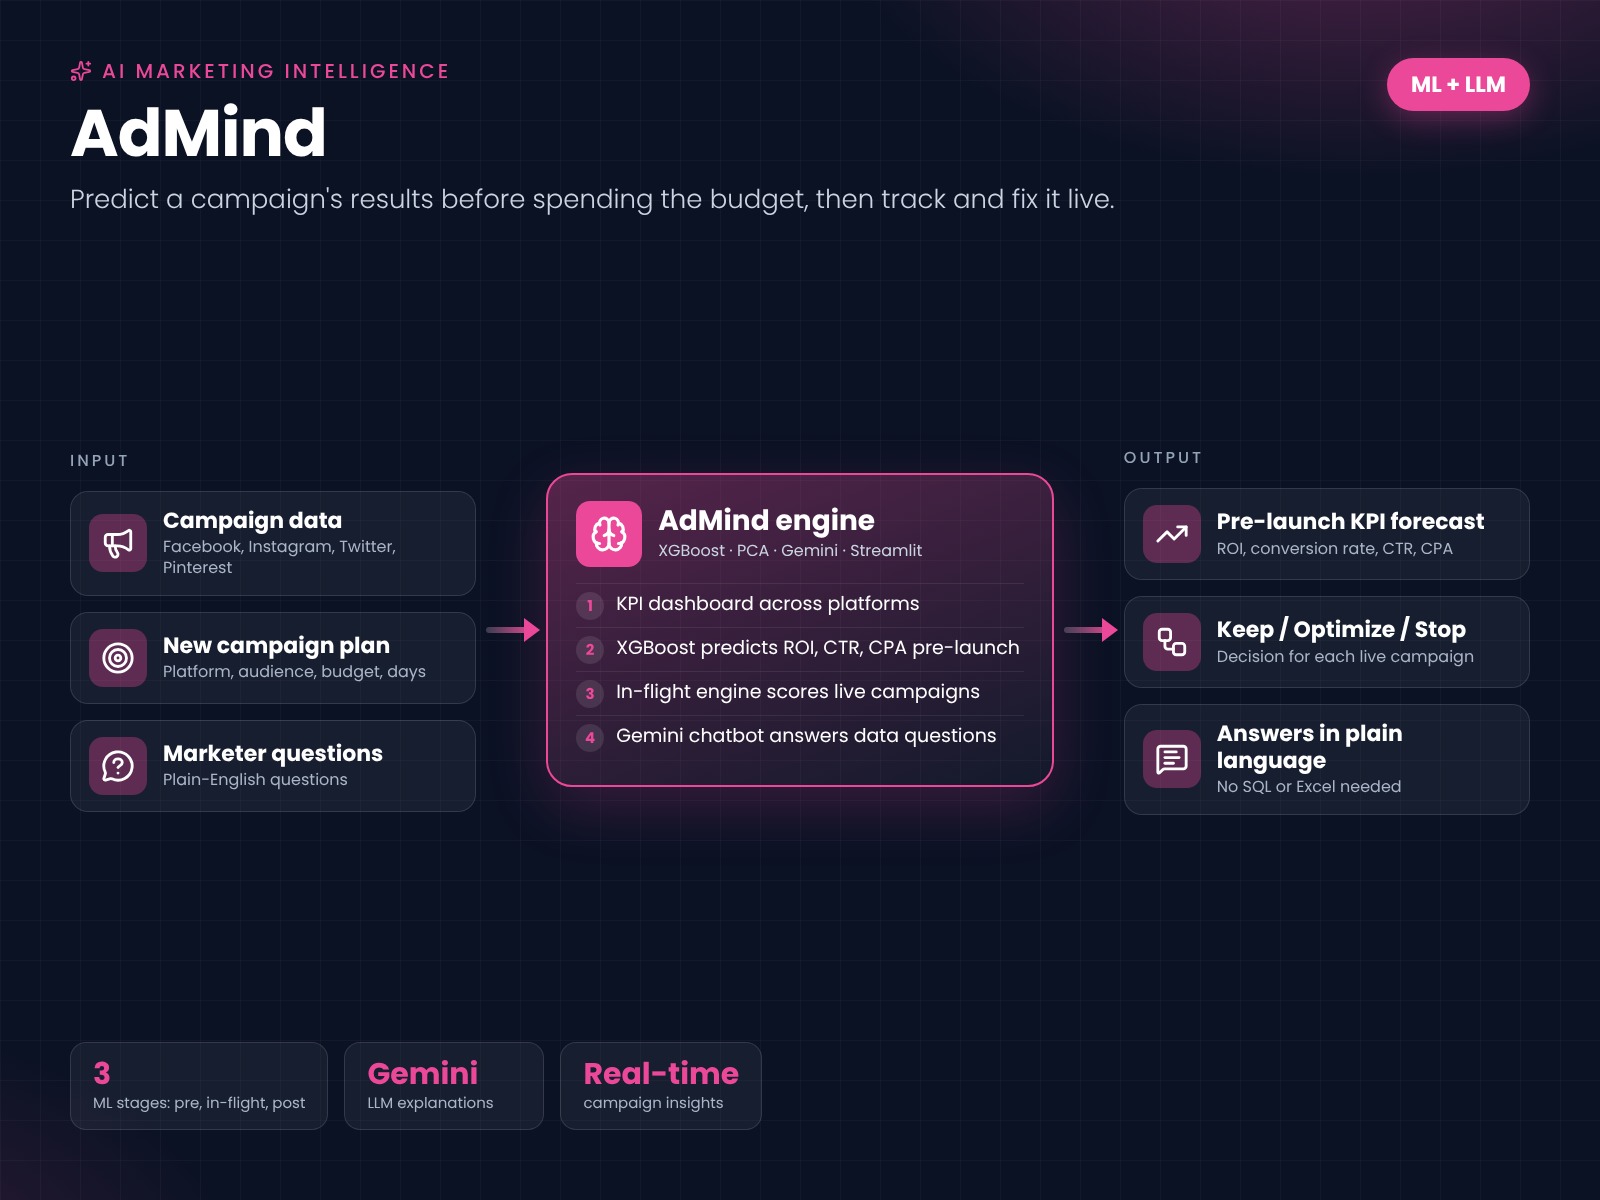 AI MARKETING INTELLIGENCE
AdMind
Predict a campaign's results before spending the budget, then track and fix it live.
ML + LLM
INPUT
Campaign data
Facebook, Instagram, Twitter,
Pinterest
New campaign plan
Platform, audience, budget, days
Marketer questions
Plain-English questions
AdMind engine
XGBoost · PCA · Gemini · Streamlit
1 KPI dashboard across platforms
2 XGBoost predicts ROI, CTR, CPA pre-launch
3 In-flight engine scores live campaigns
4 Gemini chatbot answers data questions
OUTPUT
Pre-launch KPI forecast
ROI, conversion rate, CTR, CPA
Keep / Optimize / Stop
Decision for each live campaign
Answers in plain
language
No SQL or Excel needed
3
ML stages: pre, in-flight, post
Gemini
LLM explanations
Real-time
campaign insights